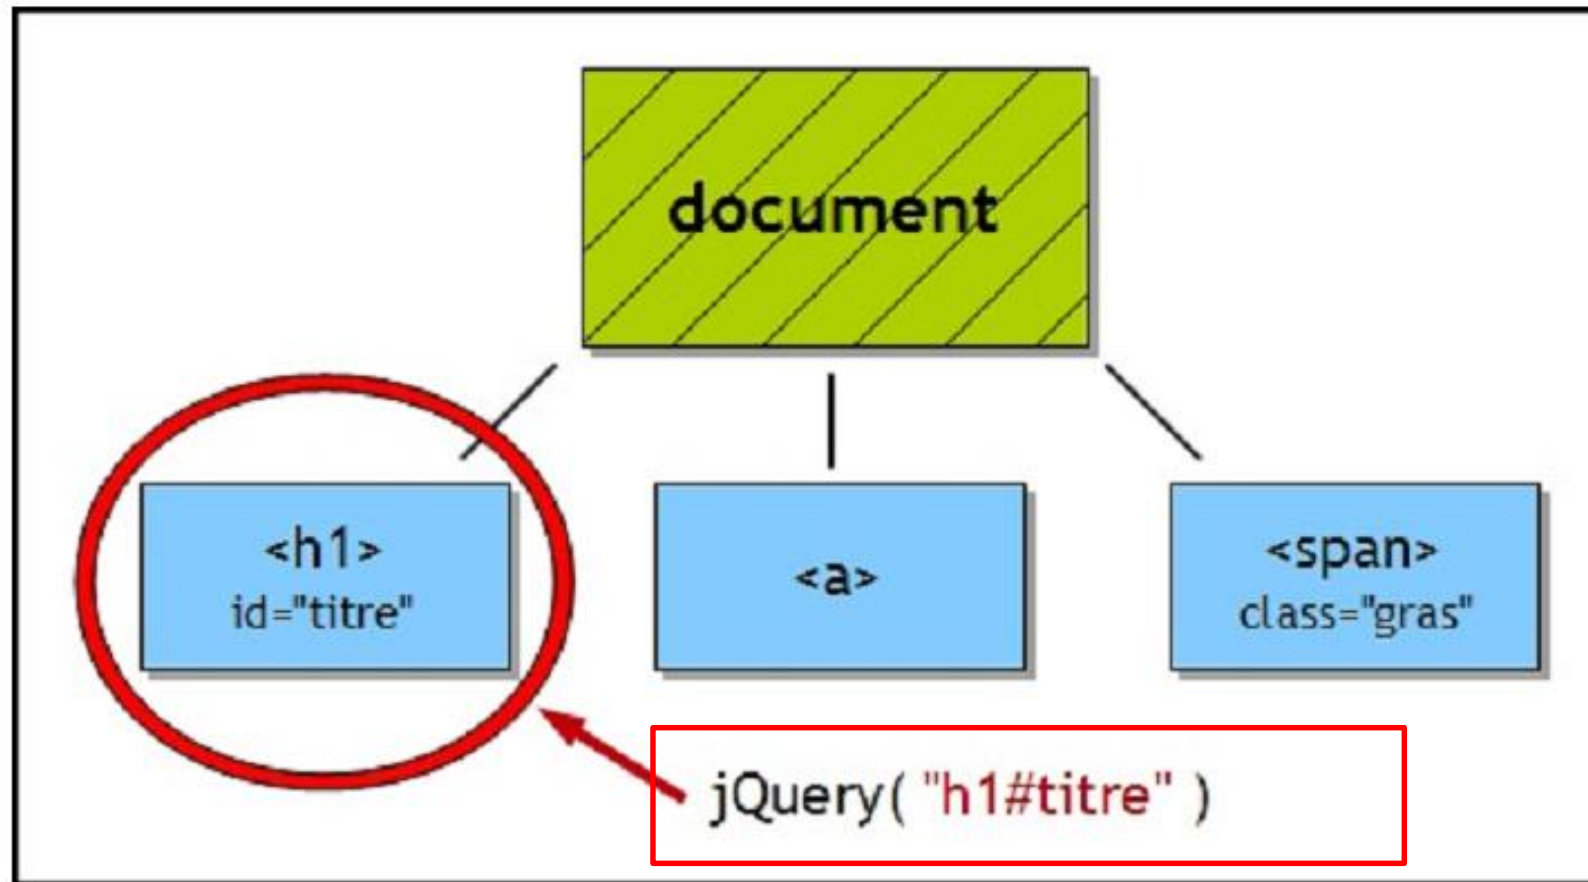 document
<h1>
id="titre"
<a>
<span>
class="gras"
jQuery( "h1#titre" )